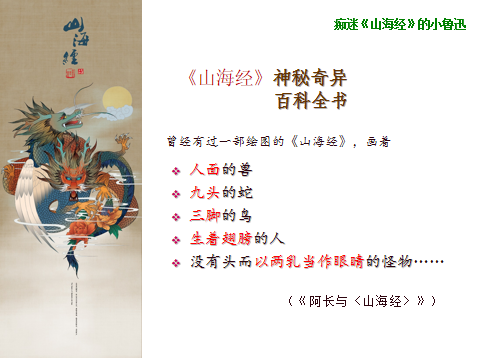 痴迷《山海经》的小鲁迅
山海經
《山海经》神秘奇异
百科全书
曾经有过一部绘图的《山海经》，画着
人面的兽
九头的蛇
三脚的鸟
生着翅膀的人
没有头而以两乳当作眼睛的怪物……
（《阿长与〈山海经〉》）